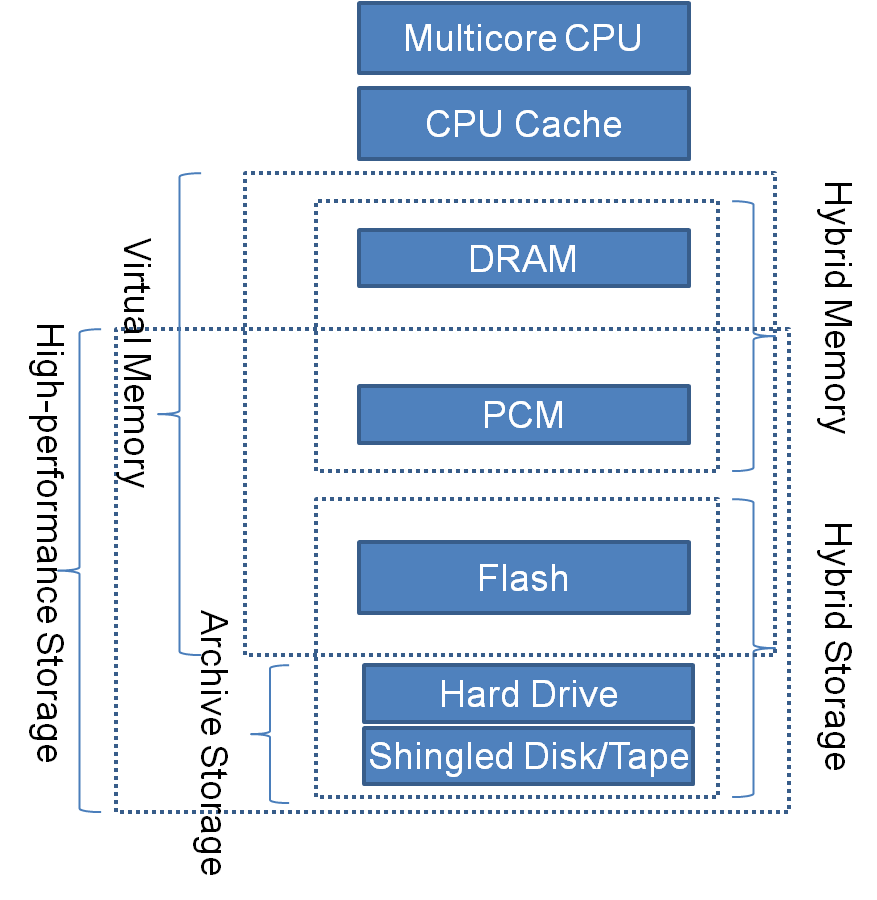 Multicore CPU
CPU Cache
DRAM
PCM
Flash
Hard Drive
Shingled Disk/Tape
High-performance Storage
Virtual Memory
Archive Storage
Hybrid Memory
Hybrid Storage